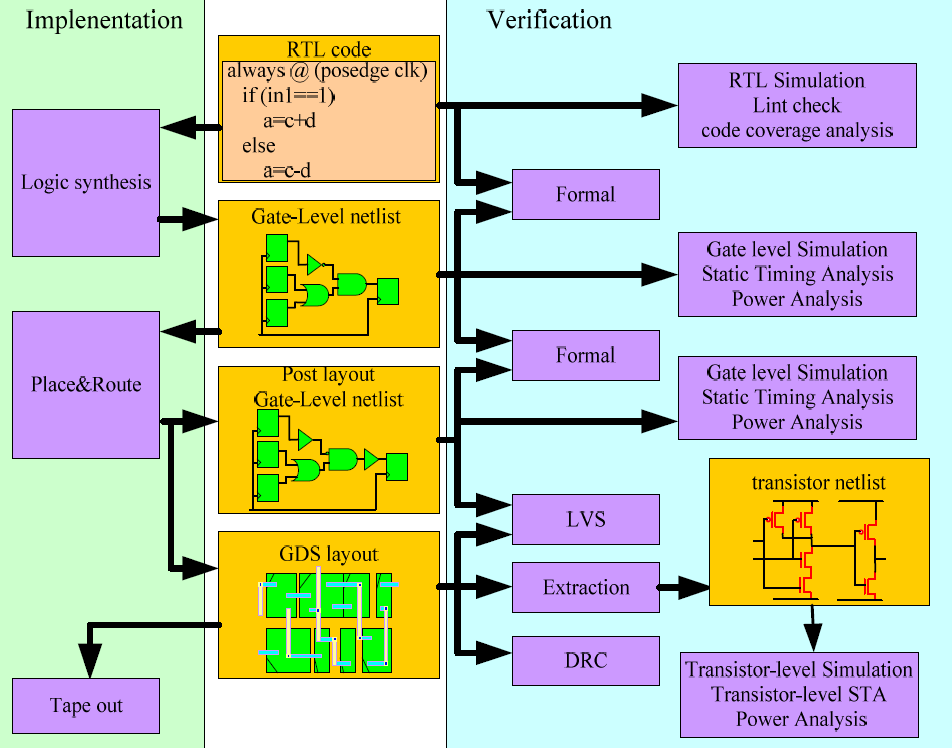 Implenentation
Verification
RTL code
always @ (posedge clk)
if (in1==1)
a=c+d
else
a=c-d
RTL Simulation
Lint check
code coverage analysis
Logic synthesis
Formal
Gate-Level netlist
Gate level Simulation
Static Timing Analysis
Power Analysis
Place&Route
Formal
Post layout
Gate-Level netlist
Gate level Simulation
Static Timing Analysis
Power Analysis
transistor netlist
LVS
GDS layout
Extraction
DRC
Transistor-level Simulation
Transistor-level STA
Power Analysis
Tape out